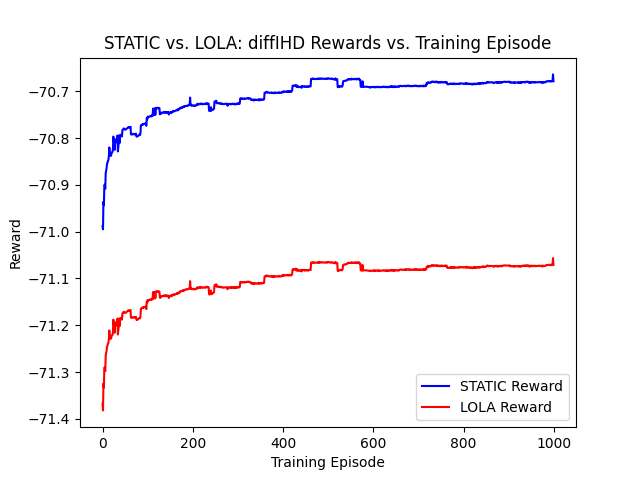 STATIC vs. LOLA: diffIHD Rewards vs. Training Episode
Reward
−70.7
−70.8
−70.9
−71.0
−71.1
−71.2
−71.3
−71.4
STATIC Reward
LOLA Reward
0 200 400 600 800 1000
Training Episode